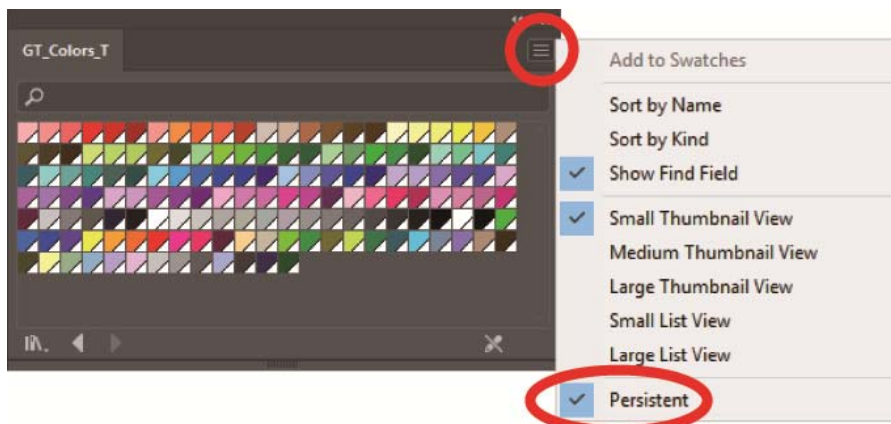 GT_Colors_T
Add to Swatches
Sort by Name
Sort by Kind
Show Find Field
Small Thumbnail View
Medium Thumbnail View
Large Thumbnail View
Small List View
Large List View
Persistent